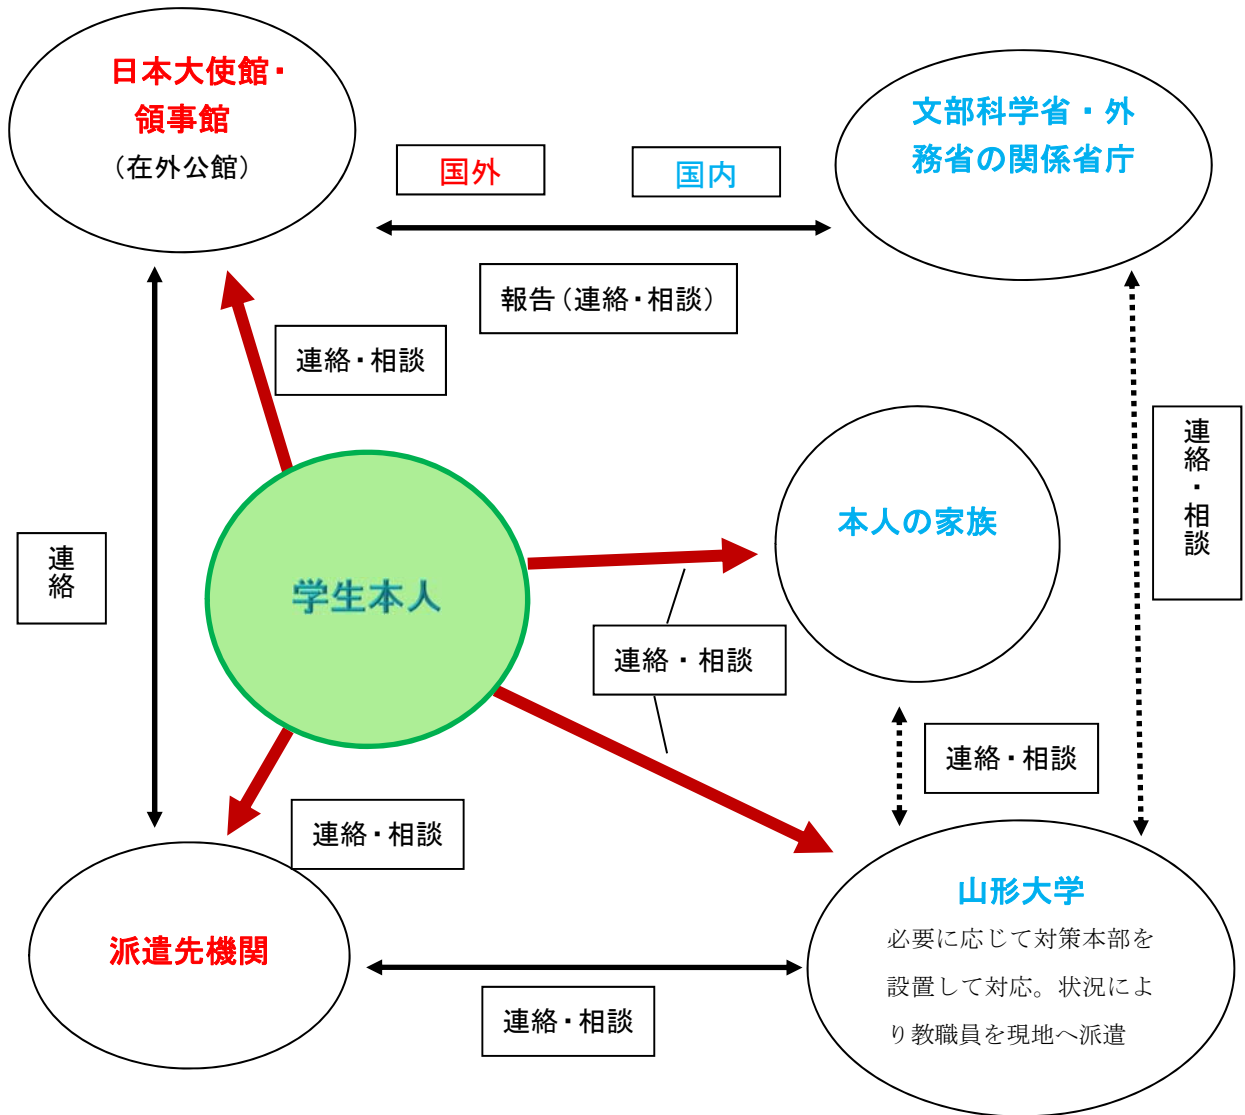 日本大使館・
領事館
（在外公館）
国外
国内
文部科学省・外
務省の関係省庁
報告（連絡・相談）
連絡・相談
連絡・相談
連絡
学生本人
本人の家族
連絡・相談
連絡・相談
連絡・相談
派遣先機関
連絡・相談
山形大学
必要に応じて対策本部を
設置して対応。状況によ
り教職員を現地へ派遣